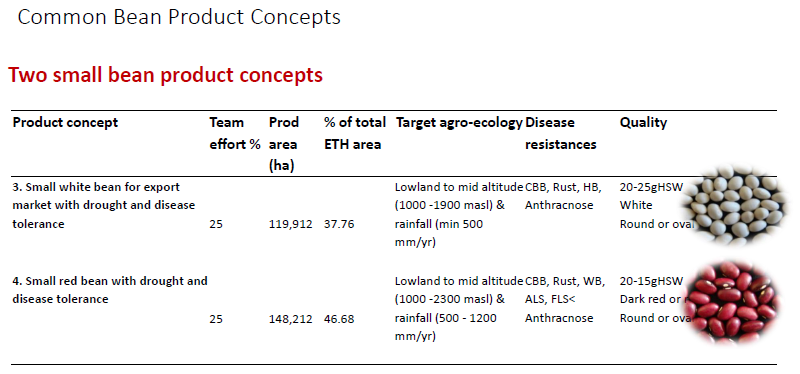 Common Bean Product Concepts
Two small bean product concepts
Product concept Team effort % Prod area (ha) % of total ETH area Target agro-ecology Disease resistances Quality
3. Small white bean for export market with drought and disease tolerance 25 119,912 37.76 Lowland to mid altitude (1000 -1900 masl) & rainfall (min 500 mm/yr) CBB, Rust, HB, Anthracnose 20-25gHSW White Round or oval
4. Small red bean with drought and disease tolerance 25 148,212 46.68 Lowland to mid altitude (1000 -2300 masl) & rainfall (500 - 1200 mm/yr) CBB, Rust, WB, ALS, FLS< Anthracnose 20-15gHSW Dark red or Round or oval